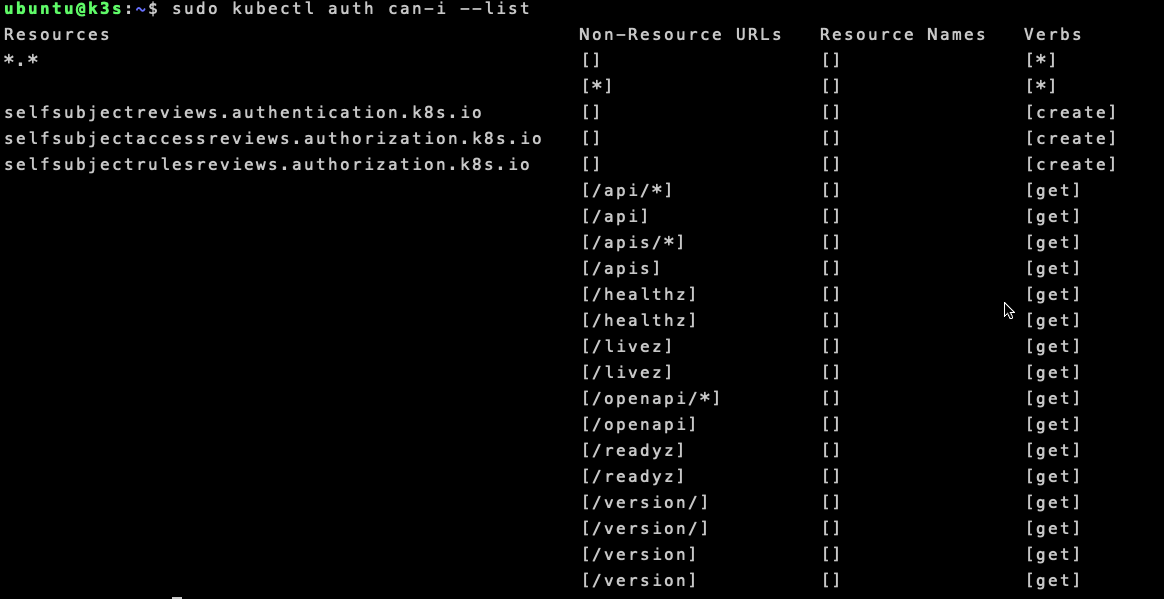 ubuntu@k3s:~$ sudo kubectl auth can-i --list
Resources Non-Resource URLs Resource Names Verbs
*.* [] [] [*]
[*] [] [*]
selfsubjectreviews.authentication.k8s.io [] [] [create]
selfsubjectaccessreviews.authorization.k8s.io [] [] [create]
selfsubjectrulesreviews.authorization.k8s.io [] [] [create]
[/api/*] [] [get]
[/api] [] [get]
[/apis/*] [] [get]
[/apis] [] [get]
[/healthz] [] [get]
[/healthz] [] [get]
[/livez] [] [get]
[/livez] [] [get]
[/openapi/*] [] [get]
[/openapi] [] [get]
[/readyz] [] [get]
[/readyz] [] [get]
[/version/] [] [get]
[/version/] [] [get]
[/version] [] [get]
[/version] [] [get]